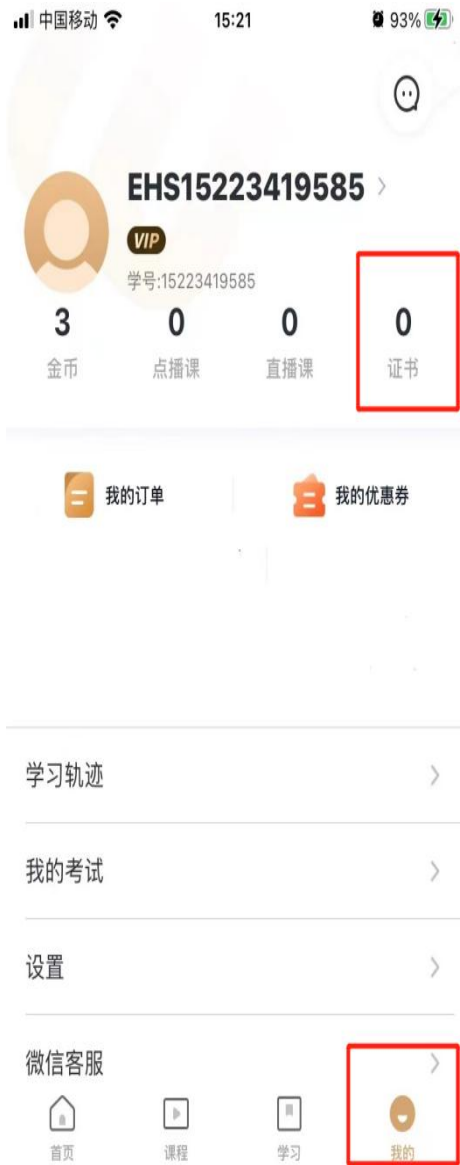 中国移动 15:21 93%
EHS15223419585
VIP
学号:15223419585
3 0 0 0
金币 点播课 直播课 证书
我的订单 我的优惠券
学习轨迹
我的考试
设置
微信客服
首页 课程 学习 我的